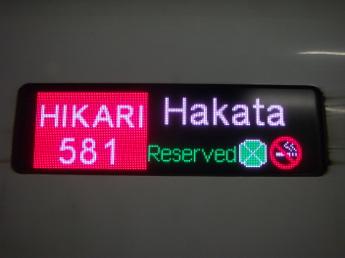 HIKARI Hakata
581 Reserved